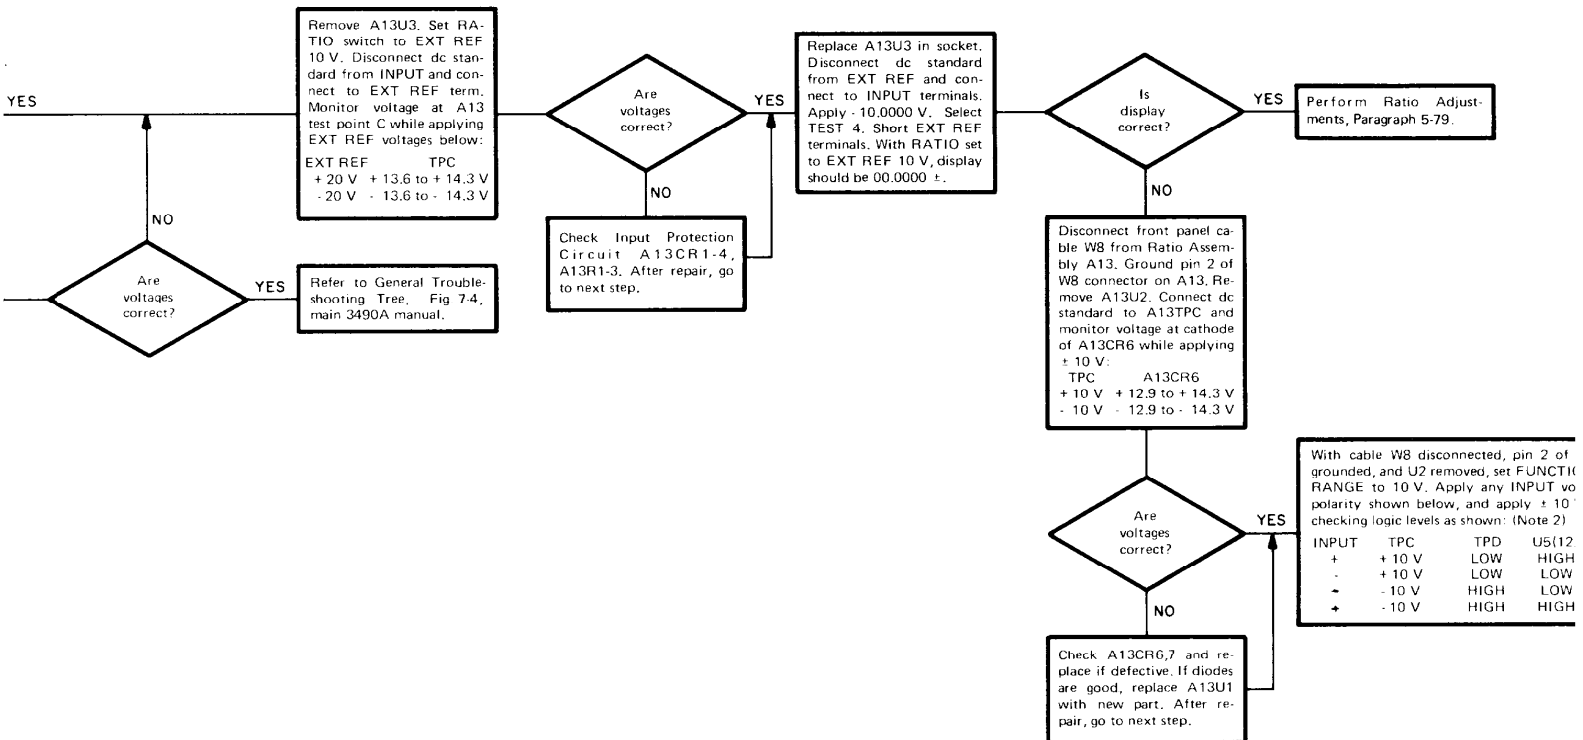 YES
Remove A13U3. Set RA-
TIO switch to EXT REF
10 V. Disconnect dc stan-
dard from INPUT and con-
nect to EXT REF term.
Monitor voltage at A13
test point C while applying
EXT REF voltages below:
EXT REF TPC
+ 20 V + 13.6 to + 14.3 V
- 20 V - 13.6 to - 14.3 V
NO
Are
voltages
correct?
YES
Refer to General Trouble-
shooting Tree, Fig 7-4,
main 3490A manual.
Are
voltages
correct?
YES
NO
Check Input Protection
Circuit A13CR1-4,
A13R1-3. After repair, go
to next step.
Replace A13U3 in socket.
Disconnect dc standard
from EXT REF and con-
nect to INPUT terminals.
Apply - 10.0000 V. Select
TEST 4. Short EXT REF
terminals. With RATIO set
to EXT REF 10 V, display
should be 00.0000 ±.
Is
display
correct?
YES
Perform Ratio Adjust-
ments, Paragraph 5-79.
NO
Disconnect front panel ca-
ble W8 from Ratio Assem-
bly A13. Ground pin 2 of
W8 connector on A13. Re-
move A13U2. Connect dc
standard to A13TPC and
monitor voltage at cathode
of A13CR6 while applying
± 10 V:
TPC A13CR6
+ 10 V + 12.9 to + 14.3 V
- 10 V - 12.9 to - 14.3 V
Are
voltages
correct?
YES
NO
Check A13CR6,7 and re-
place if defective. If diodes
are good, replace A13U1
with new part. After re-
pair, go to next step.
With cable W8 disconnected, pin 2 of
grounded, and U2 removed, set
RANGE to 10 V. Apply any INPUT
polarity shown below, and apply ± 10
checking logic levels as shown: (Note 2)
INPUT TPC TPD U5(12
+ + 10 V LOW HIGH
- + 10 V LOW LOW
- 10 V HIGH LOW
+ - 10 V HIGH HIGH